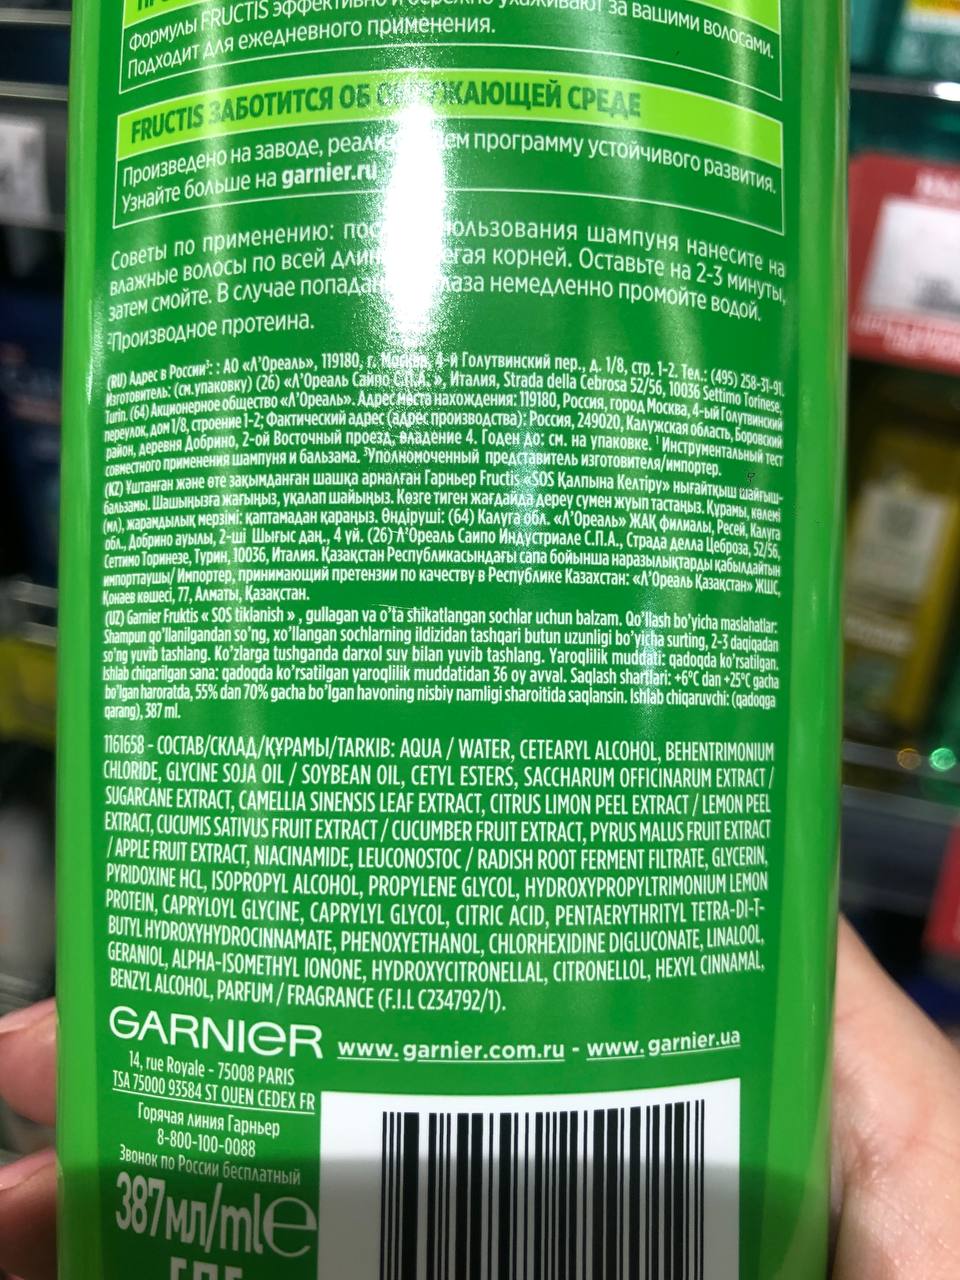 Формулы FRUCTIS эффективно и бережно ухаживают за вашими волосами.
Подходит для ежедневного применения.
FRUCTIS ЗАБОТИТСЯ ОБ ОКРУЖАЮЩЕЙ СРЕДЕ
Произведено на заводе, программу устойчивого развития.
Узнайте больше на garnier.ru
Советы по применению: использования шампуня нанесите на
влажные волосы по всей длине, корней. Оставьте на 2-3 минуты,
затем смойте. В случае попадания глаза немедленно промойте водой.
²Производное протеина.
(RU) Адрес в России³: : АО «Л'Ореаль», 119180, г. Москва, 4-й Голутвинский пер., д. 1/8, стр. 1-2. Тел.: (495) 258-31-91.
Изготовитель: (см.упаковку) (26) «Л'Ореаль Сайпо С.П.А. », Италия, Strada della Cebrosa 52/56, 10036 Settimo Torinese,
Turin. (64) Акционерное общество «Л'Ореаль». Адрес места нахождения: 119180, Россия, город Москва, 4-ый Голутвинский
переулок, дом 1/8, строение 1-2; Фактический адрес (адрес производства): Россия, 249020, Калужская область, Боровский
район, деревня Добрино, 2-ой Восточный проезд, владение 4. Годен до: см. на упаковке. ¹ Инструментальный тест
совместного применения шампуня и бальзама. ³Уполномоченный представитель изготовителя/импортер.
(KZ) Ұштанған және өте зақымданған шашқа арналған Гарньер Fructis «SOS Қалпына Келтіру» нығайтқыш шайғыш-
бальзамы. Шашыңызға жағыңыз, уқалап шайыңыз. Көзге тиген жағдайда дереу сумен жуып тастаңыз. Құрамы, көлемі
(мл), жарамдылық мерзімі: қаптамадан қараңыз. Өндіруші: (64) Калуга обл. «Л'Ореаль» ЖАҚ филиалы, Ресей, Калуга
обл., Добрино ауылы, 2-ші Шығыс даң., 4 үй. (26) Л'Ореаль Саипо Индустриале С.П.А., Страда делла Цеброза, 52/56,
Сеттимо Торинезе, Турин, 10036, Италия. Қазақстан Республикасындағы сапа бойынша наразылықтарды қабылдайтын
импорттаушы/ Импортер, принимающий претензии по качеству в Республике Казахстан: «Л'Ореаль Қазақстан» ЖШС,
Қонаев көшесі, 77, Алматы, Қазақстан.
(UZ) Garnier Fruktis « SOS tiklanish » , gullagan va o'ta shikatlangan sochlar uchun balzam. Qo'llash bo'yicha maslahatlar:
Shampun qo'llanilgandan so'ng, xo'llangan sochlarning ildizidan tashqari butun uzunligi bo'yicha surting, 2-3 daqiqadan
so'ng yuvib tashlang. Ko'zlarga tushganda darxol suv bilan yuvib tashlang. Yaroqlilik muddati: qadoqda ko'rsatilgan.
Ishlab chiqarilgan sana: qadoqda ko'rsatilgan yaroqlilik muddatidan 36 oy avval. Saqlash shartlari: +6°C dan +25°C gacha
bo'lgan haroratda, 55% dan 70% gacha bo'lgan havoning nisbiy namligi sharoitida saqlansin. Ishlab chiqaruvchi: (qadoqqa
qarang), 387 ml.
1161658 - СОСТАВ/СКЛАД/ҚҰРАМЫ/TARKIB: AQUA / WATER, CETEARYL ALCOHOL, BEHENTRIMONIUM
CHLORIDE, GLYCINE SOJA OIL / SOYBEAN OIL, CETYL ESTERS, SACCHARUM OFFICINARUM EXTRACT /
SUGARCANE EXTRACT, CAMELLIA SINENSIS LEAF EXTRACT, CITRUS LIMON PEEL EXTRACT / LEMON PEEL
EXTRACT, CUCUMIS SATIVUS FRUIT EXTRACT / CUCUMBER FRUIT EXTRACT, PYRUS MALUS FRUIT EXTRACT
/ APPLE FRUIT EXTRACT, NIACINAMIDE, LEUCONOSTOC / RADISH ROOT FERMENT FILTRATE, GLYCERIN,
PYRIDOXINE HCL, ISOPROPYL ALCOHOL, PROPYLENE GLYCOL, HYDROXYPROPYLTRIMONIUM LEMON
PROTEIN, CAPRYLOYL GLYCINE, CAPRYLYL GLYCOL, CITRIC ACID, PENTAERYTHRITYL TETRA-DI-T-
BUTYL HYDROXYHYDROCINNAMATE, PHENOXYETHANOL, CHLORHEXIDINE DIGLUCONATE, LINALOOL,
GERANIOL, ALPHA-ISOMETHYL IONONE, HYDROXYCITRONELLAL, CITRONELLOL, HEXYL CINNAMAL,
BENZYL ALCOHOL, PARFUM / FRAGRANCE (F.I.L C234792/1).
GARNIER www.garnier.com.ru - www.garnier.ua
14, rue Royale - 75008 PARIS
TSA 75000 93584 ST OUEN CEDEX FR
Горячая линия Гарньер
8-800-100-0088
Звонок по России бесплатный
387мл/ml e